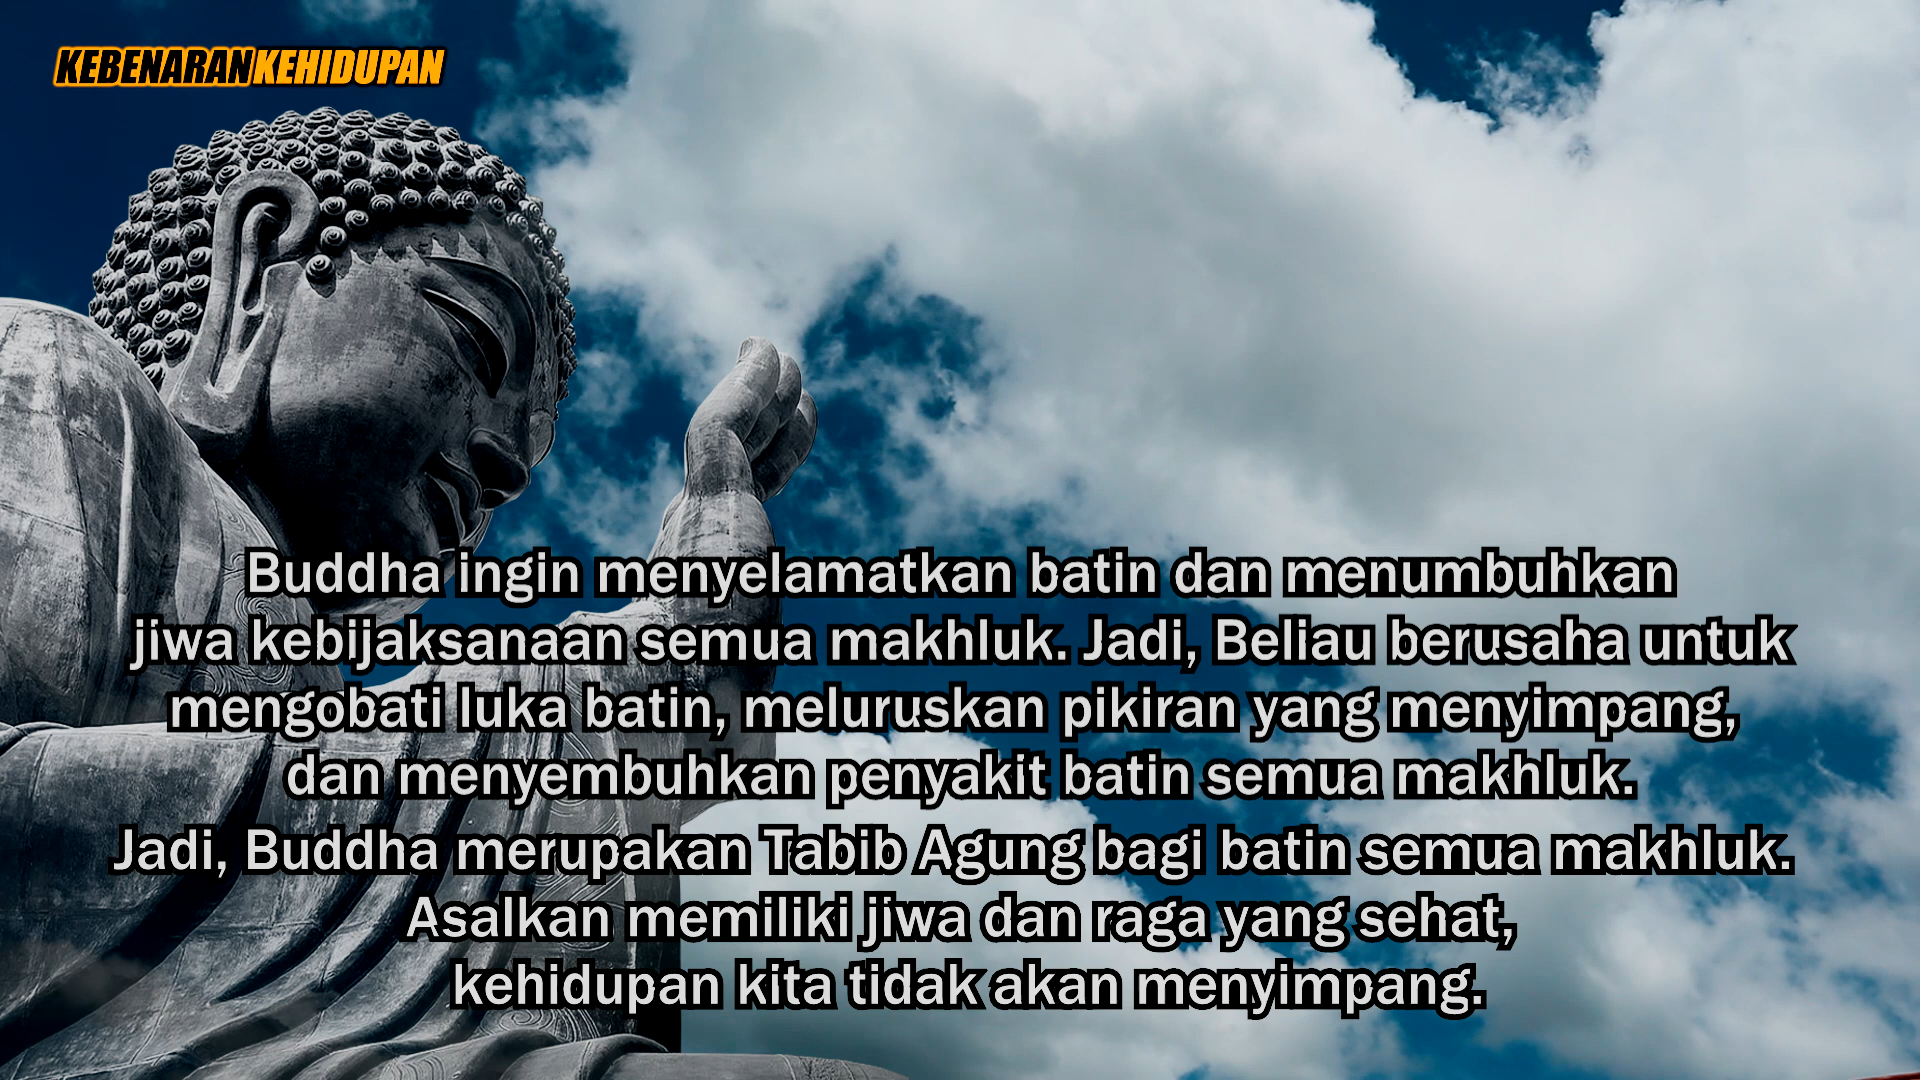 KEBENARANKEHIDUPAN
Buddha ingin menyelamatkan batin dan menumbuhkan
jiwa kebijaksanaan semua makhluk. Jadi, Beliau berusaha untuk
mengobati luka batin, meluruskan pikiran yang menyimpang,
dan menyembuhkan penyakit batin semua makhluk.
Jadi, Buddha merupakan Tabib Agung bagi batin semua makhluk.
Asalkan memiliki jiwa dan raga yang sehat,
kehidupan kita tidak akan menyimpang.